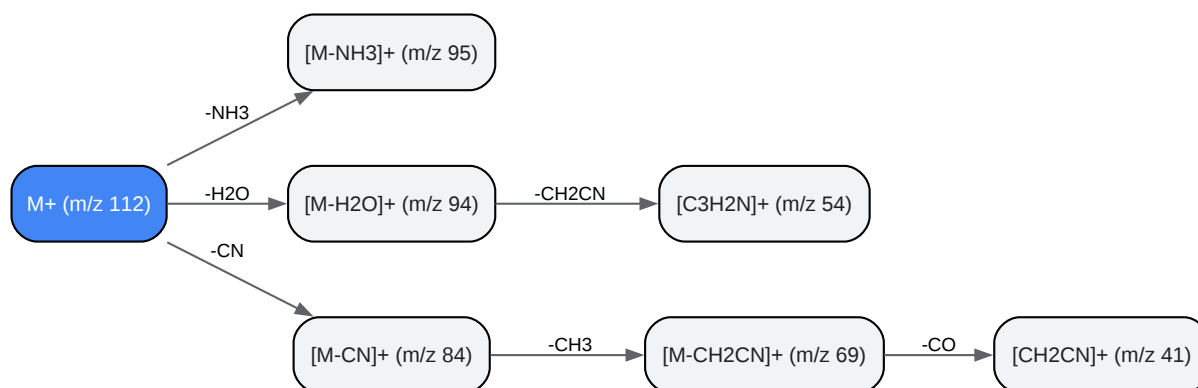 [M-NH3]+ (m/z 95)
-NH3
M+ (m/z 112)
-H2O
[M-H2O]+ (m/z 94)
-CH2CN
[C3H2N]+ (m/z 54)
-CN
[M-CN]+ (m/z 84)
-CH3
[M-CH2CN]+ (m/z 69)
-CO
[CH2CN]+ (m/z 41)